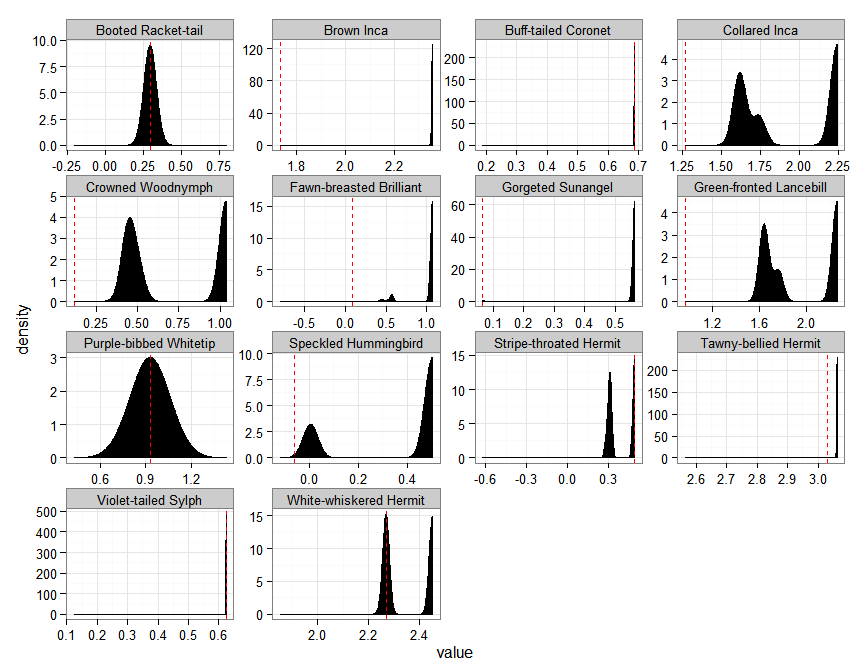 Booted Racket-tail Brown Inca Buff-tailed Coronet Collared Inca
10.0 7.5 5.0 2.5 0.0
-0.25 0.00 0.25 0.50 0.75
120 80 40 0
1.8 2.0 2.2
200 150 100 50 0
0.2 0.3 0.4 0.5 0.6 0.7
4 3 2 1 0
1.25 1.50 1.75 2.00 2.25
Crowned Woodnymph Fawn-breasted Brilliant Gorgeted Sunangel Green-fronted Lancebill
5 4 3 2 1 0
0.25 0.50 0.75 1.00
15 10 5 0
-0.5 0.0 0.5 1.0
60 40 20 0
0.1 0.2 0.3 0.4 0.5
4 3 2 1 0
1.2 1.6 2.0
density
Purple-bibbed Whitetip Speckled Hummingbird Stripe-throated Hermit Tawny-bellied Hermit
3 2 1 0
0.6 0.9 1.2
10.0 7.5 5.0 2.5 0.0
0.0 0.2 0.4
15 10 5 0
-0.6 -0.3 0.0 0.3
200 150 100 50 0
2.6 2.7 2.8 2.9 3.0
Violet-tailed Sylph White-whiskered Hermit
500 400 300 200 100 0
0.1 0.2 0.3 0.4 0.5 0.6
15 10 5 0
2.0 2.2 2.4
value